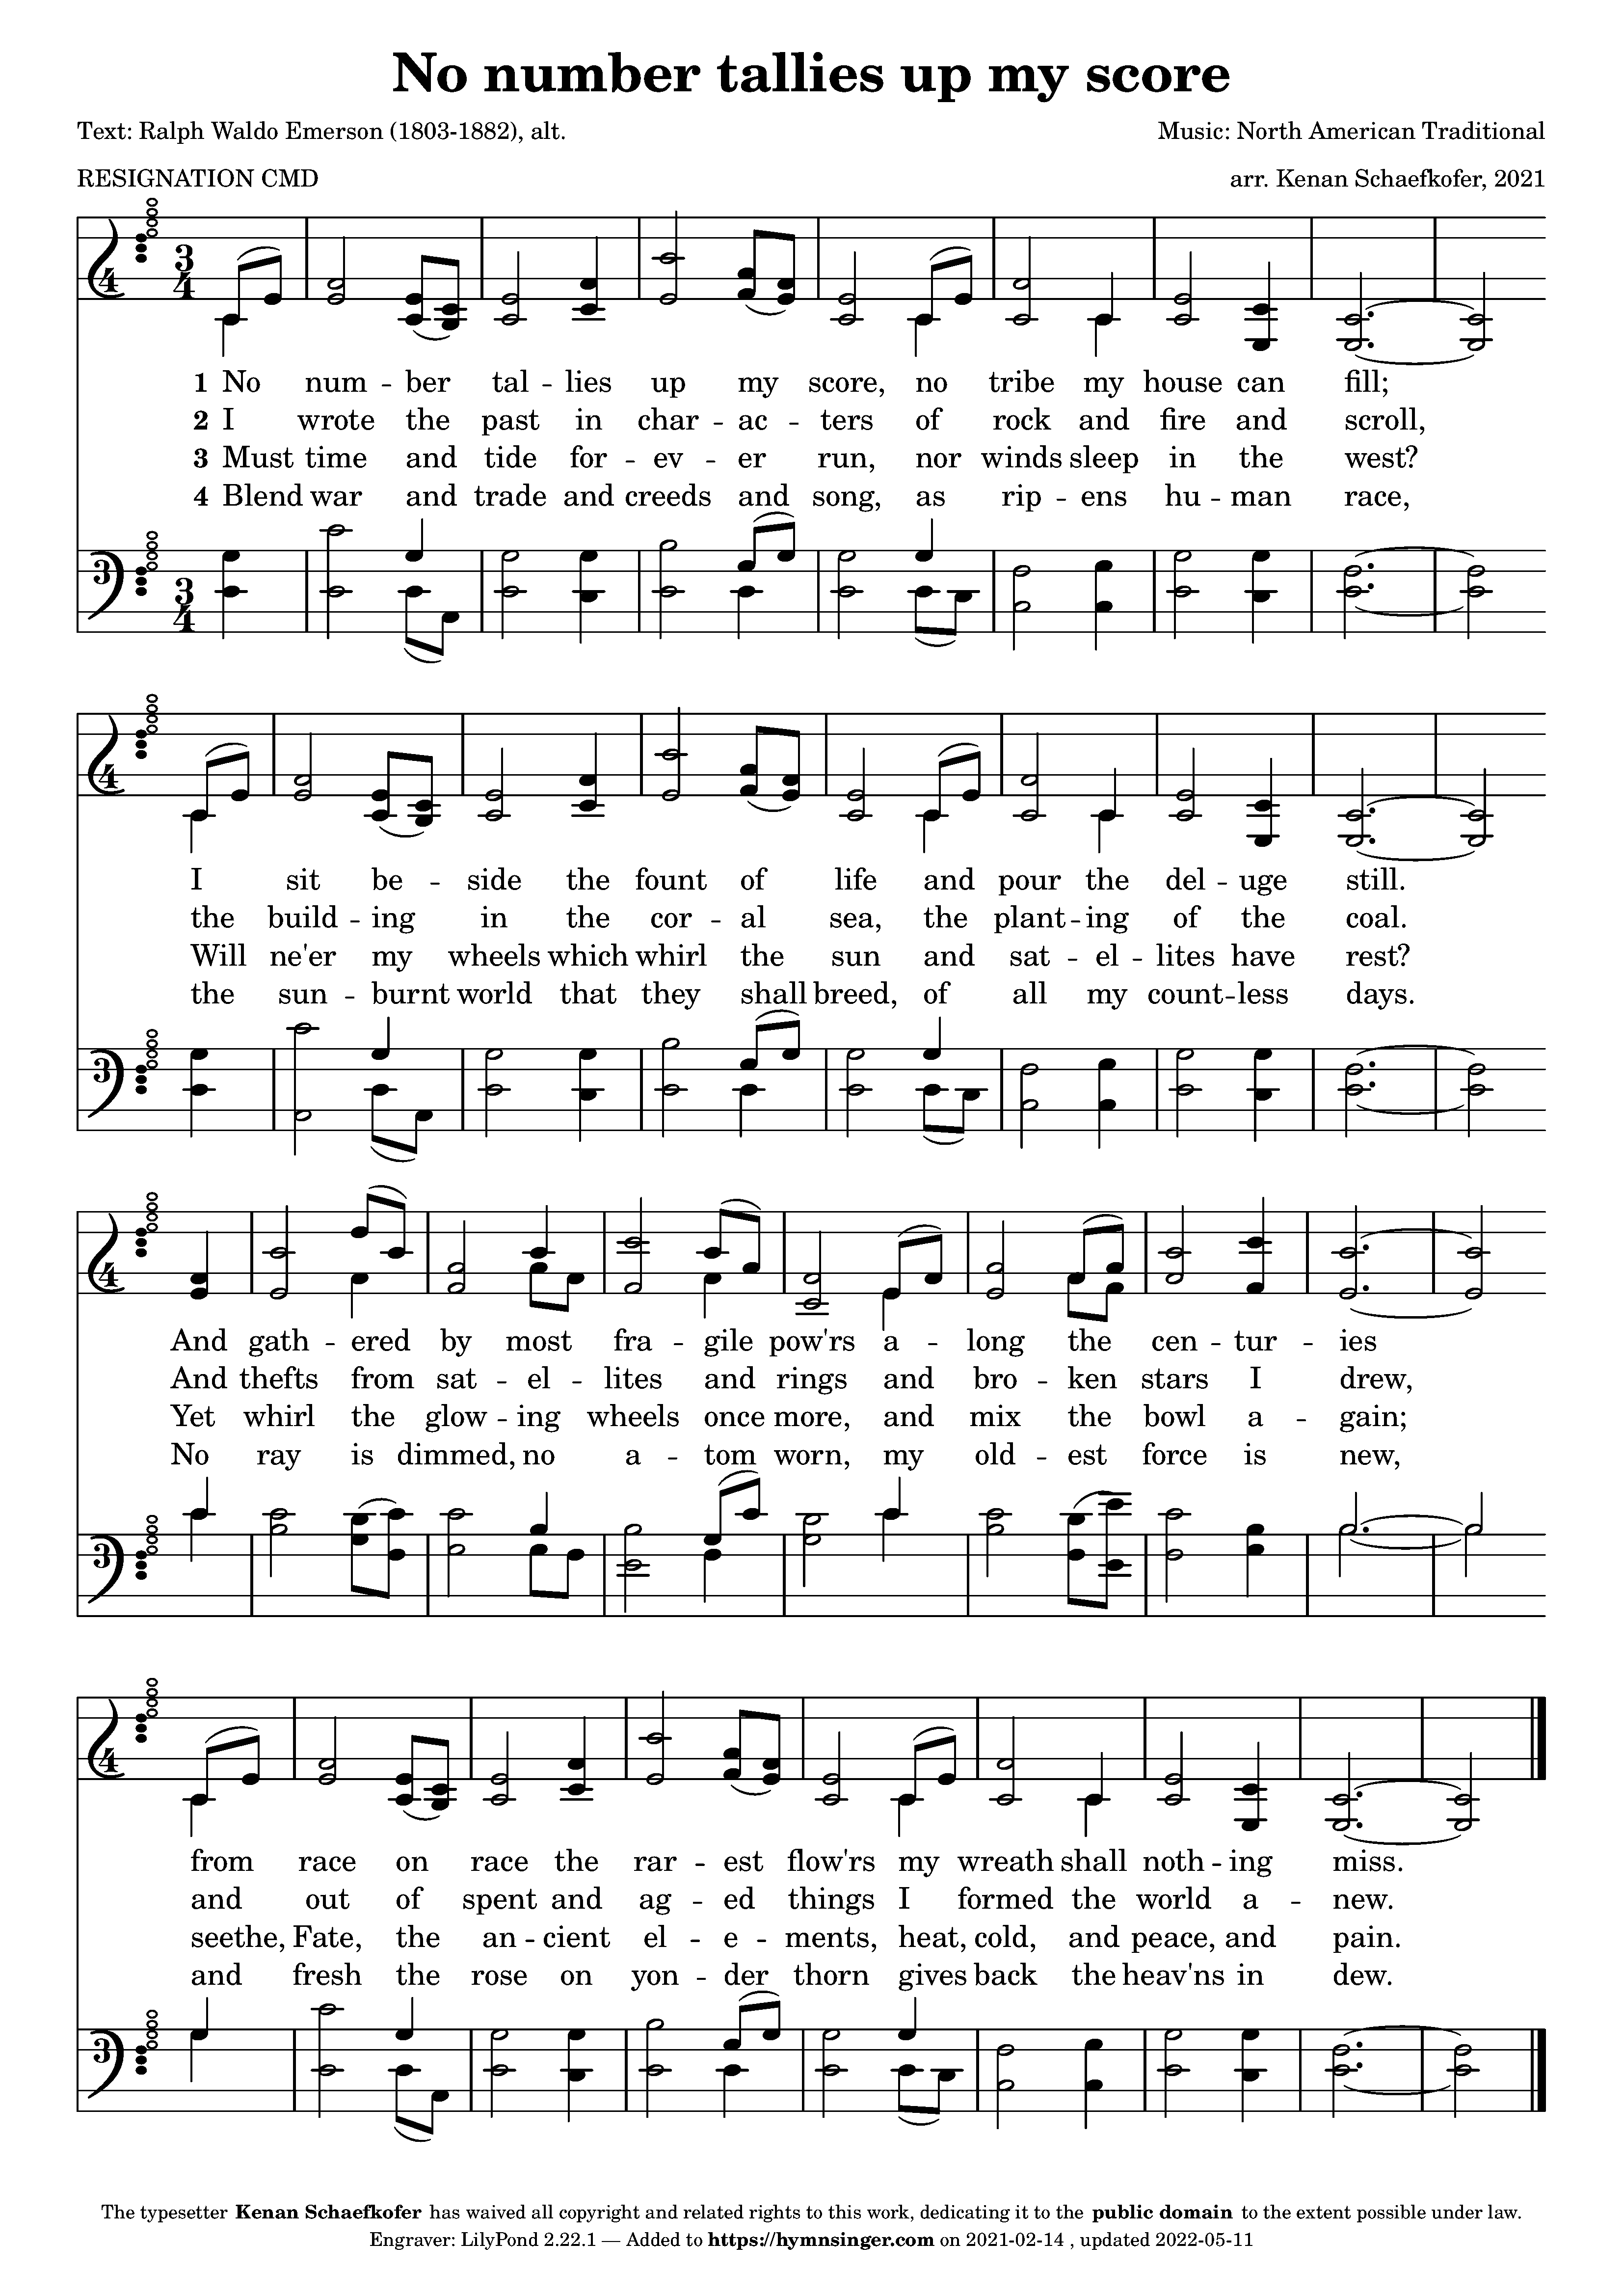 No number tallies up my score
Text: Ralph Waldo Emerson (1803-1882), alt.
Music: North American Traditional
RESIGNATION CMD
arr. Kenan Schaefkofer, 2021
4
3
4
1 No num -- ber tal -- lies up my score, no tribe my house can fill;
2 I wrote the past in char -- ac -- ters of rock and fire and scroll,
3 Must time and tide for -- ev -- er run, nor winds sleep in the west?
4 Blend war and trade and creeds and song, as rip -- ens hu -- man race,
3
3
4
4
I sit be -- side the fount of life and pour the del -- uge still.
the build -- ing in the cor -- al sea, the plant -- ing of the coal.
Will ne'er my wheels which whirl the sun and sat -- el -- lites have rest?
the sun -- burnt world that they shall breed, of all my count -- less days.
3
4
And gath -- ered by most fra -- gile pow'rs a -- long the cen -- tur -- ies
And thefts from sat -- el -- lites and rings and bro -- ken stars I drew,
Yet whirl the glow -- ing wheels once more, and mix the bowl a -- gain;
No ray is dimmed, no a -- tom worn, my old -- est force is new,
3
4
from race on race the rar -- est flow'rs my wreath shall noth -- ing miss.
and out of spent and ag -- ed things I formed the world a -- new.
seethe, Fate, the an -- cient el -- e -- ments, heat, cold, and peace, and pain.
and fresh the rose on yon -- der thorn gives back the heav'ns in dew.
3
The typesetter Kenan Schaefkofer has waived all copyright and related rights to this work, dedicating it to the public domain to the extent possible under law.
Engraver: LilyPond 2.22.1 — Added to https://hymnsinger.com on 2021-02-14 , updated 2022-05-11